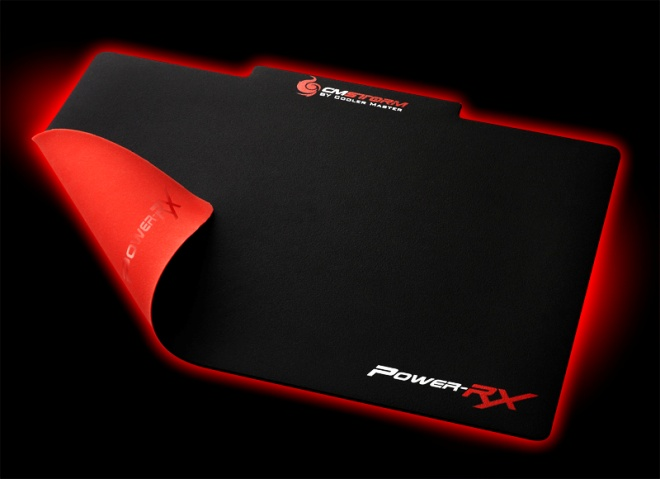 CMSTORM
BY COOLER MASTER
POWER-RX
POWER-RX